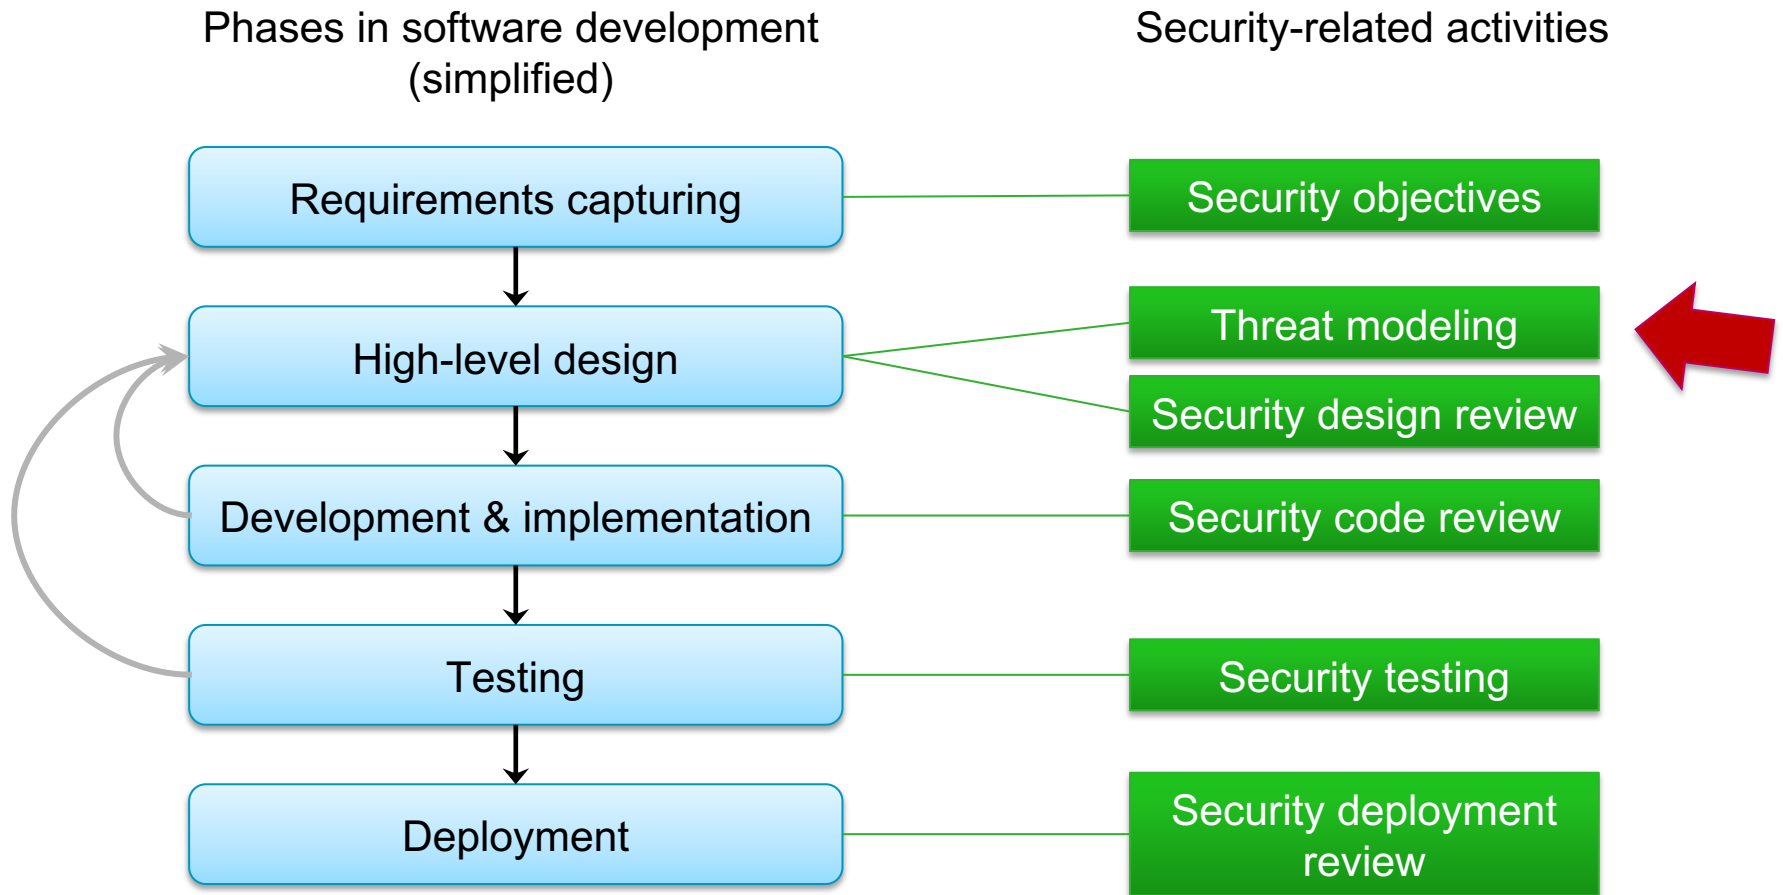 Phases in software development
(simplified)
Security-related activities
Requirements capturing
Security objectives
High-level design
Threat modeling
Security design review
Development & implementation
Security code review
Testing
Security testing
Deployment
Security deployment
review